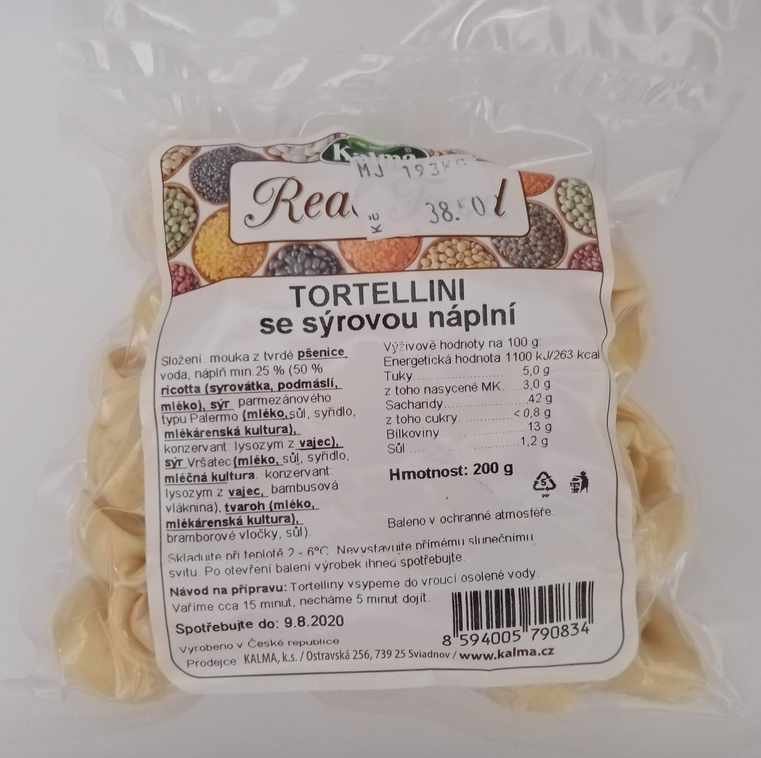 Kalma
MJ 193Kč
Kč 38.50
TORTELLINI
se sýrovou náplní
Složení: mouka z tvrdé pšenice,
voda, náplň min.25 % (50 %
ricotta (syrovátka, podmáslí,
mléko), sýr parmezánového
typu Palermo (mléko, sůl, syřidlo,
mlékárenská kultura),
konzervant: lysozym z vajec),
sýr Vršatec (mléko, sůl, syřidlo,
mléčná kultura, konzervant:
lysozym z vajec, bambusová
vláknina), tvaroh (mléko,
mlékárenská kultura),
bramborové vločky, sůl).
Výživové hodnoty na 100 g:
Energetická hodnota 1100 kJ/263 kcal
Tuky .................. 5,0 g
z toho nasycené MK. 3,0 g
Sacharidy.................. 42 g
z toho cukry.................. < 0,8 g
Bílkoviny .................. 13 g
Sůl ..................1,2 g
Hmotnost: 200 g
5
PP
Baleno v ochranné atmosféře.
Skladujte při teplotě 2 - 6°C. Nevystavujte přímému slunečnímu
svitu. Po otevření balení výrobek ihned spotřebujte.
Návod na přípravu: Tortelliny vsypeme do vroucí osolené vody.
Vaříme cca 15 minut, necháme 5 minut dojít.
Spotřebujte do: 9.8.2020
8 594005 790834
Vyrobeno v České republice
Prodejce: KALMA, k.s. / Ostravská 256, 739 25 Sviadnov / www.kalma.cz